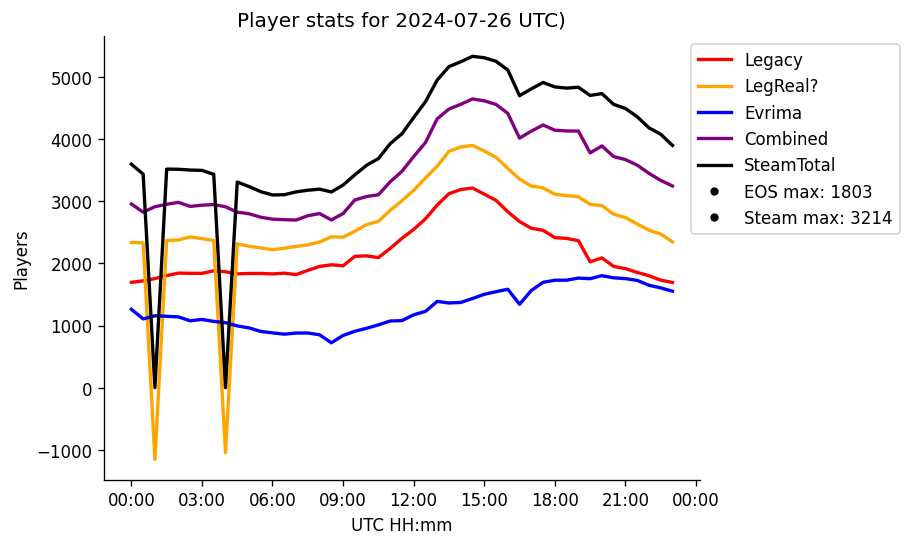 Player stats for 2024-07-26 UTC)
Legacy
LegReal?
Evrima
Combined
SteamTotal
EOS max: 1803
Steam max: 3214
Players
5000
4000
3000
2000
1000
0
−1000
00:00 03:00 06:00 09:00 12:00 15:00 18:00 21:00 00:00
UTC HH:mm